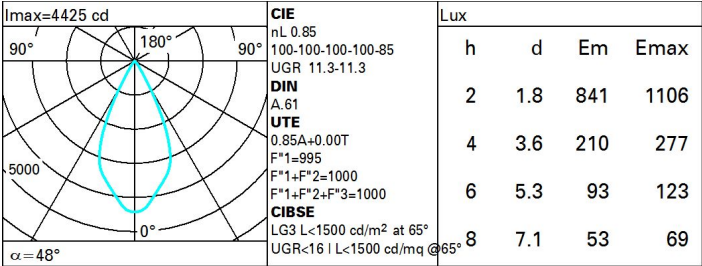 Imax=4425 cd
90° 180° 90°
5000
0°
α=48°
CIE
nL 0.85
100-100-100-100-85
UGR 11.3-11.3
DIN
A.61
UTE
0.85A+0.00T
F"1=995
F"1+F"2=1000
F"1+F"2+F"3=1000
CIBSE
LG3 L<1500 cd/m² at 65°
UGR<16 | L<1500 cd/mq @65°
Lux
h d Em Emax
2 1.8 841 1106
4 3.6 210 277
6 5.3 93 123
8 7.1 53 69